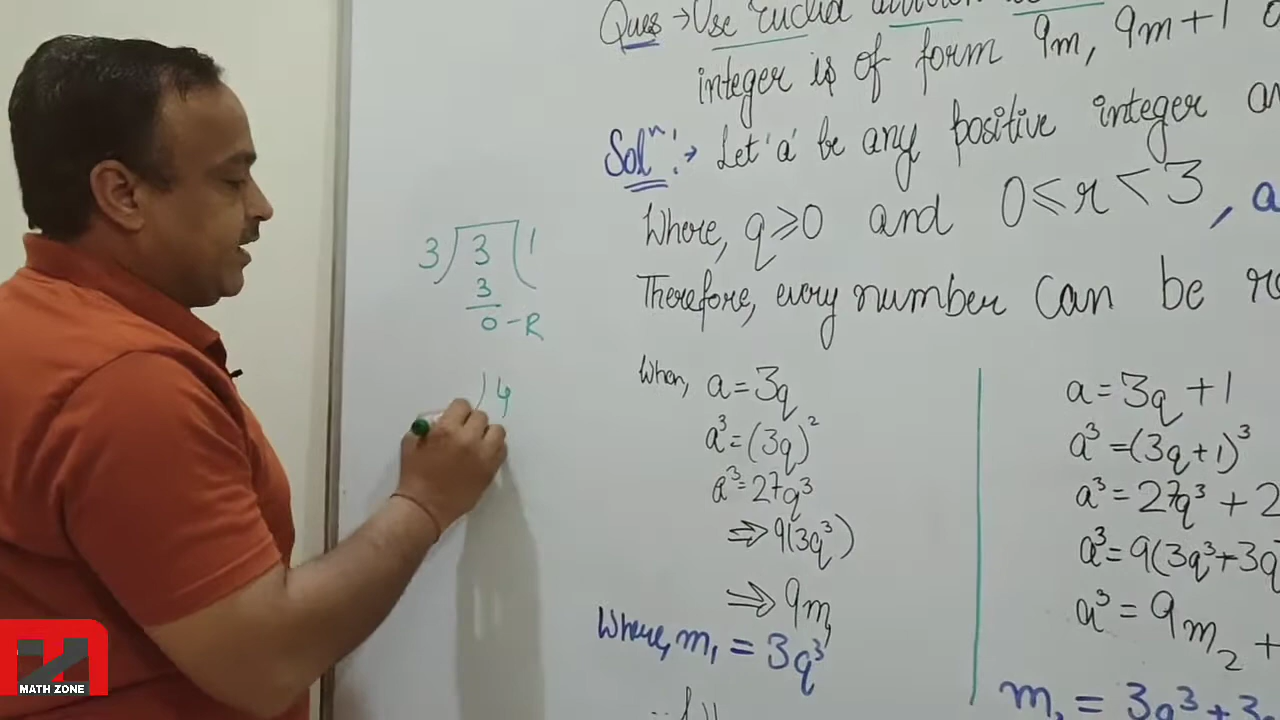 Ques → Use Euclid division
integer is of form 9m, 9m+1
Solⁿ:→ Let 'a' be any positive integer
Where, q ≥ 0 and 0 ≤ r < 3, a
Therefore, every number can be re
3) 3 ( 1
3
0 - R
) 4
When, a = 3q
a³ = (3q)²
a³ = 27q³
⇒ 9(3q³)
⇒ 9m,
Where, m₁ = 3q³
a = 3q + 1
a³ = (3q+1)³
a³ = 27q³ + 2
a³ = 9(3q³+3q
a³ = 9m₂ +
= 3q³ + 3
MATH ZONE